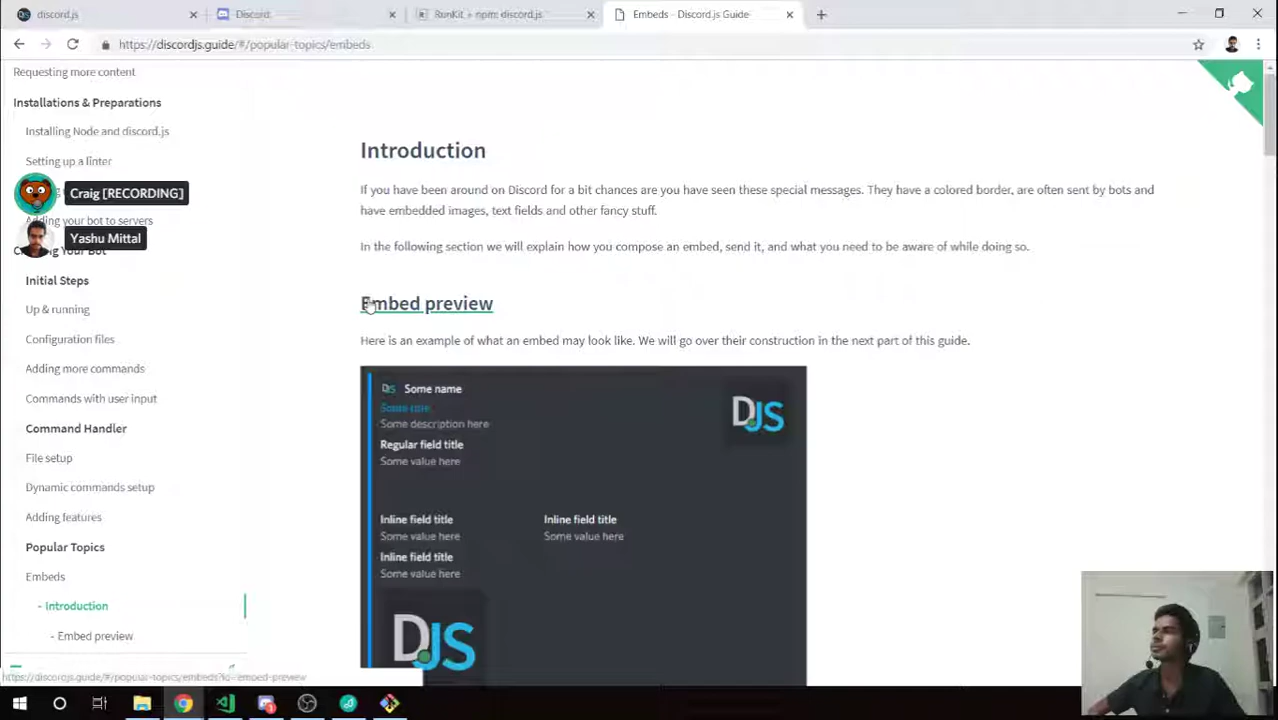 discord.js
Discord
RunKit + npm: discord.js
Embeds - Discord.js Guide
https://discordjs.guide/#/popular-topics/embeds
Requesting more content
Installations & Preparations
Installing Node and discord.js
Setting up a linter
Craig [RECORDING]
Adding your bot to servers
Yashu Mittal
Your Bot
Initial Steps
Up & running
Configuration files
Adding more commands
Commands with user input
Command Handler
File setup
Dynamic commands setup
Adding features
Popular Topics
Embeds
- Introduction
- Embed preview
https://discordjs.guide/#/popular-topics/embeds?id=embed-preview
Introduction
If you have been around on Discord for a bit chances are you have seen these special messages. They have a colored border, are often sent by bots and
have embedded images, text fields and other fancy stuff.
In the following section we will explain how you compose an embed, send it, and what you need to be aware of while doing so.
Embed preview
Here is an example of what an embed may look like. We will go over their construction in the next part of this guide.
DJS Some name
Some title
Some description here
Regular field title
Some value here
DJS
Inline field title
Some value here
Inline field title
Some value here
Inline field title
Some value here
DJS